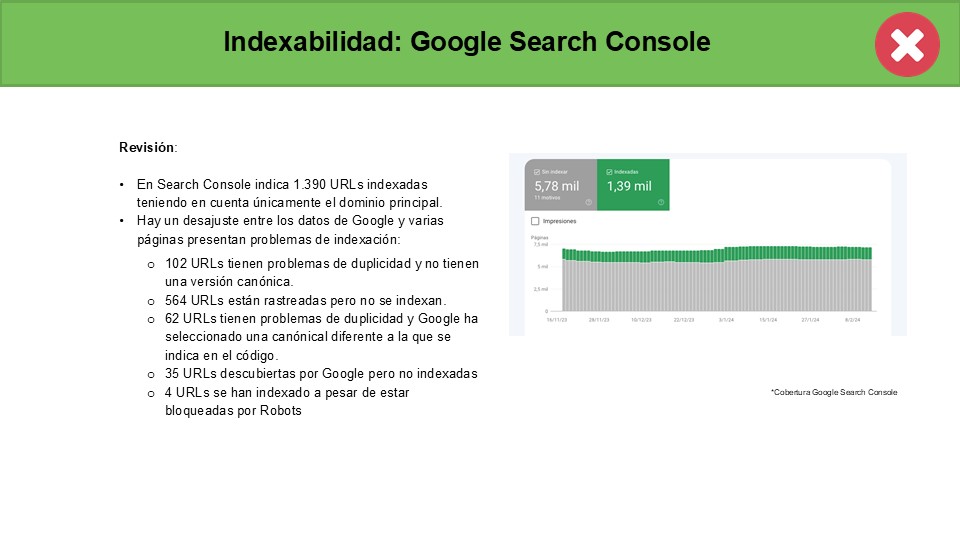 Indexabilidad: Google Search Console
Revisión:
• En Search Console indica 1.390 URLs indexadas
teniendo en cuenta únicamente el dominio principal.
• Hay un desajuste entre los datos de Google y varias
páginas presentan problemas de indexación:
o 102 URLs tienen problemas de duplicidad y no tienen
una versión canónica.
o 564 URLs están rastreadas pero no se indexan.
o 62 URLs tienen problemas de duplicidad y Google ha
seleccionado una canónical diferente a la que se
indica en el código.
o 35 URLs descubiertas por Google pero no indexadas
o 4 URLs se han indexado a pesar de estar
bloqueadas por Robots
Sin indexar
5,78 mil
11 motivos
Indexadas
1,39 mil
Impresiones
Páginas
7,5 mil
5 mil
2,5 mil
0
16/11/23 28/11/23 10/12/23 22/12/23 3/1/24 15/1/24 27/1/24 8/2/24
*Cobertura Google Search Console